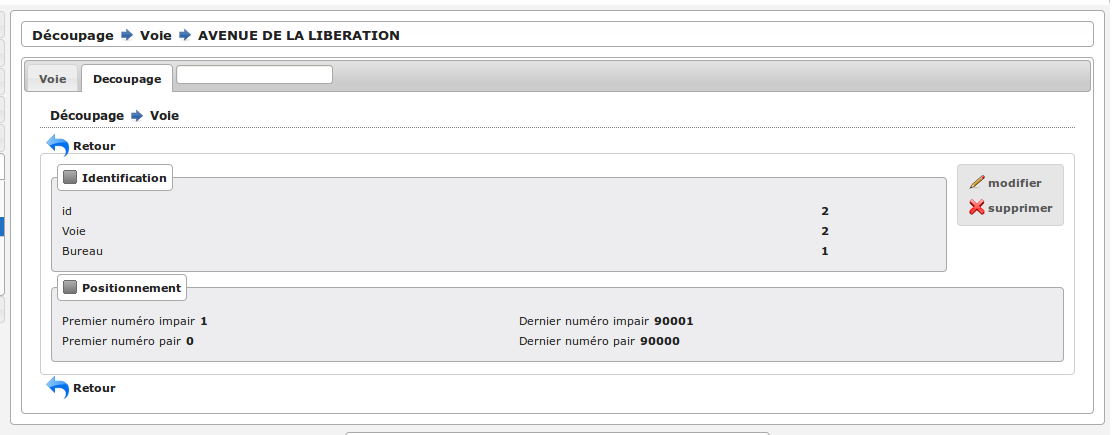 Découpage Voie AVENUE DE LA LIBERATION
Voie Decoupage
Découpage Voie
Retour
Identification
modifier
supprimer
id 2
Voie 2
Bureau 1
Positionnement
Premier numéro impair 1 Dernier numéro impair 90001
Premier numéro pair 0 Dernier numéro pair 90000
Retour